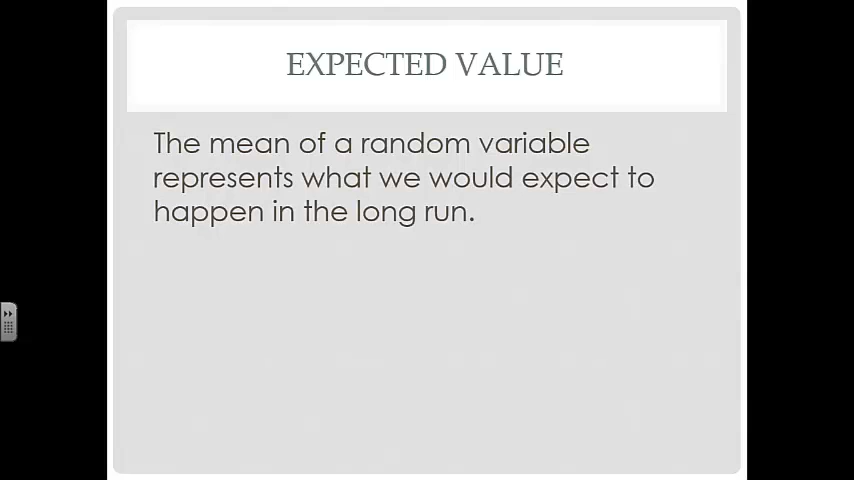 EXPECTED VALUE
The mean of a random variable
represents what we would expect to
happen in the long run.